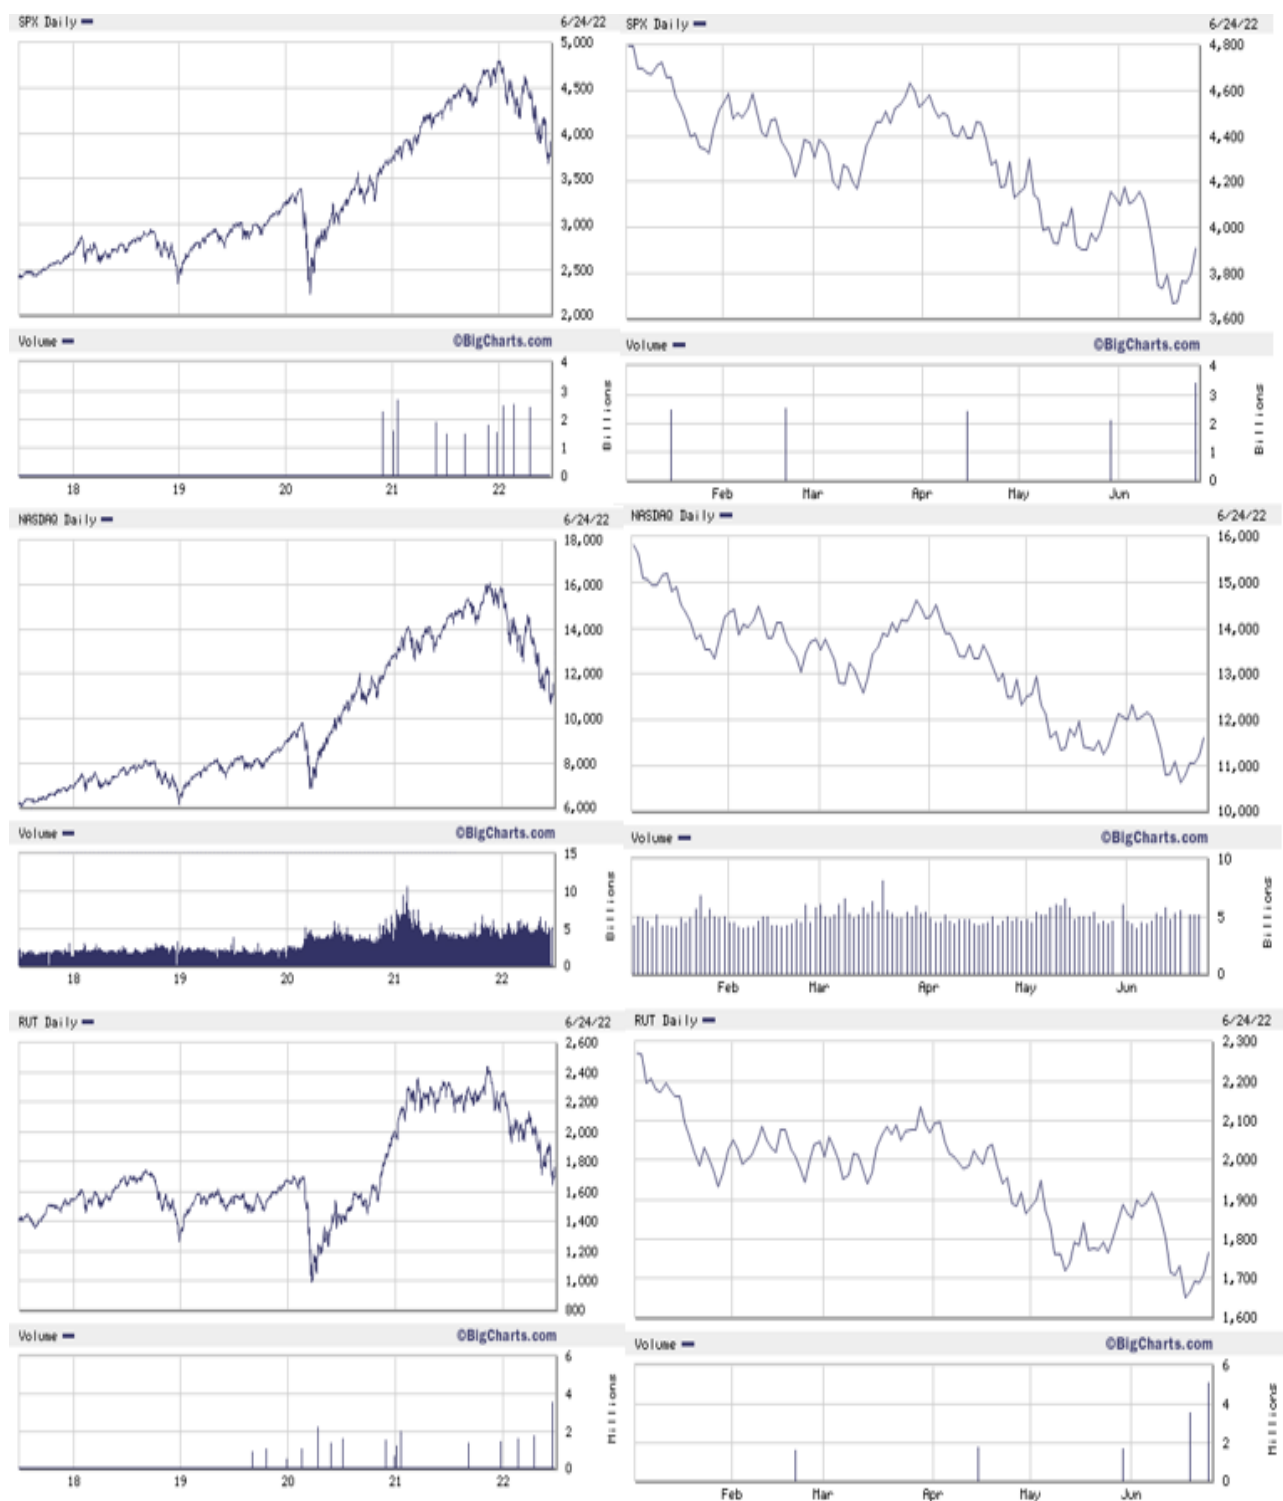 SPX Daily 6/24/22
5,000
4,500
4,000
3,500
3,000
2,500
2,000
Volume ©BigCharts.com
4
3
2
1
0
Billions
18 19 20 21 22
SPX Daily 6/24/22
4,800
4,600
4,400
4,200
4,000
3,800
3,600
Volume ©BigCharts.com
4
3
2
1
0
Billions
Feb Mar Apr May Jun
NASDAQ Daily 6/24/22
18,000
16,000
14,000
12,000
10,000
8,000
6,000
Volume ©BigCharts.com
15
10
5
0
Billions
18 19 20 21 22
NASDAQ Daily 6/24/22
16,000
15,000
14,000
13,000
12,000
11,000
10,000
Volume ©BigCharts.com
10
5
0
Billions
Feb Mar Apr May Jun
RUT Daily 6/24/22
2,600
2,400
2,200
2,000
1,800
1,600
1,400
1,200
1,000
800
Volume ©BigCharts.com
6
4
2
0
Millions
18 19 20 21 22
RUT Daily 6/24/22
2,300
2,200
2,100
2,000
1,900
1,800
1,700
1,600
Volume ©BigCharts.com
6
4
2
0
Millions
Feb Mar Apr May Jun